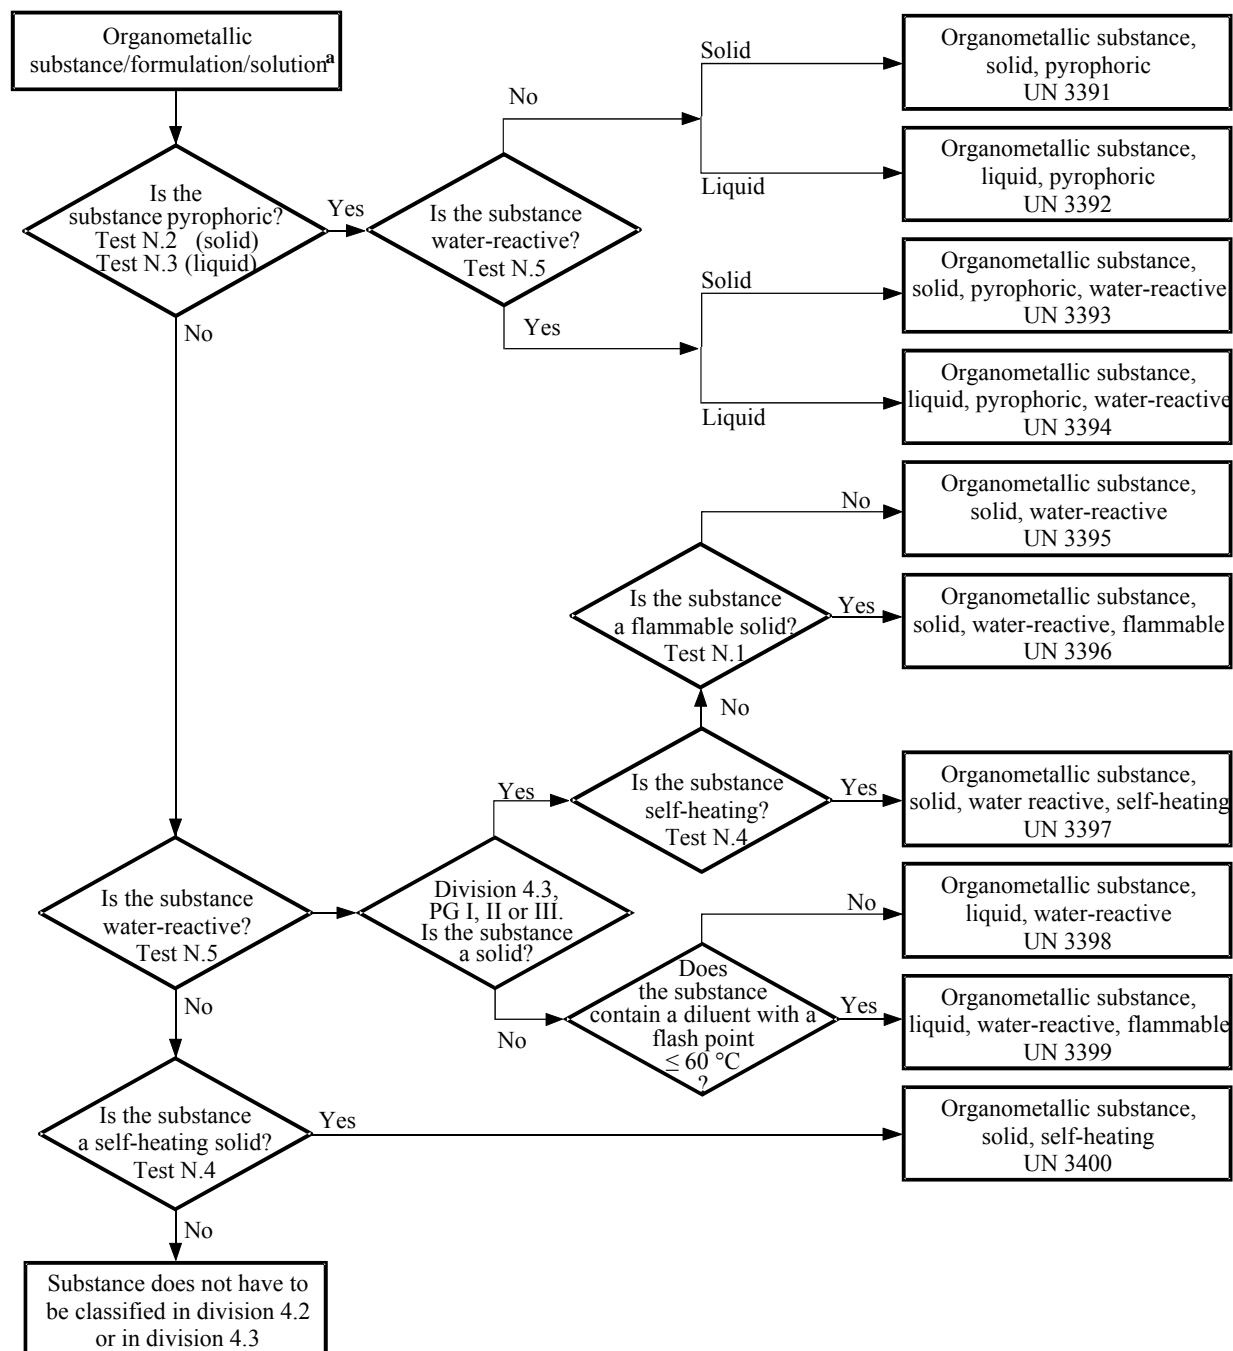 Organometallic
substance/formulation/solutionᵃ
Is the
substance pyrophoric?
Test N.2 (solid)
Test N.3 (liquid)
Yes
No
Is the substance
water-reactive?
Test N.5
No
Yes
Solid
Liquid
Organometallic substance,
solid, pyrophoric
UN 3391
Organometallic substance,
liquid, pyrophoric
UN 3392
Solid
Liquid
Organometallic substance,
solid, pyrophoric, water-reactive
UN 3393
Organometallic substance,
liquid, pyrophoric, water-reactive
UN 3394
No
Organometallic substance,
solid, water-reactive
UN 3395
Is the substance
a flammable solid?
Test N.1
Yes
Organometallic substance,
solid, water-reactive, flammable
UN 3396
No
Is the substance
self-heating?
Test N.4
Yes
Yes
Organometallic substance,
solid, water reactive, self-heating
UN 3397
Is the substance
water-reactive?
Test N.5
Division 4.3,
PG I, II or III.
Is the substance
a solid?
No
Organometallic substance,
liquid, water-reactive
UN 3398
Does
the substance
contain a diluent with a
flash point
≤ 60 °C
?
Yes
No
No
Organometallic substance,
liquid, water-reactive, flammable
UN 3399
Is the substance
a self-heating solid?
Test N.4
Yes
Organometallic substance,
solid, self-heating
UN 3400
No
Substance does not have to
be classified in division 4.2
or in division 4.3